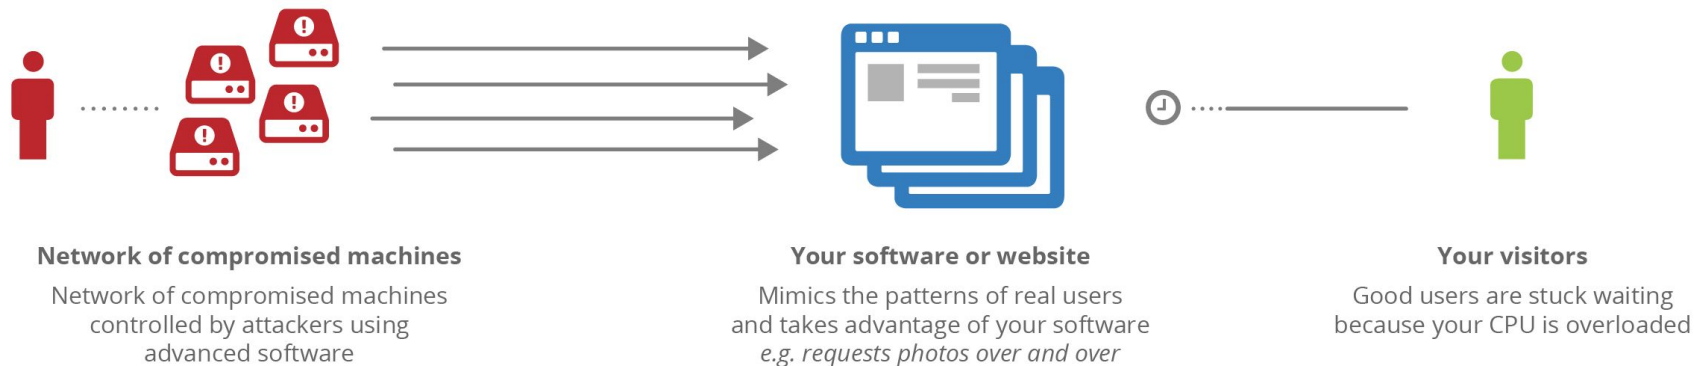 Network of compromised machines
Network of compromised machines
controlled by attackers using
advanced software
Your software or website
Mimics the patterns of real users
and takes advantage of your software
e.g. requests photos over and over
Your visitors
Good users are stuck waiting
because your CPU is overloaded